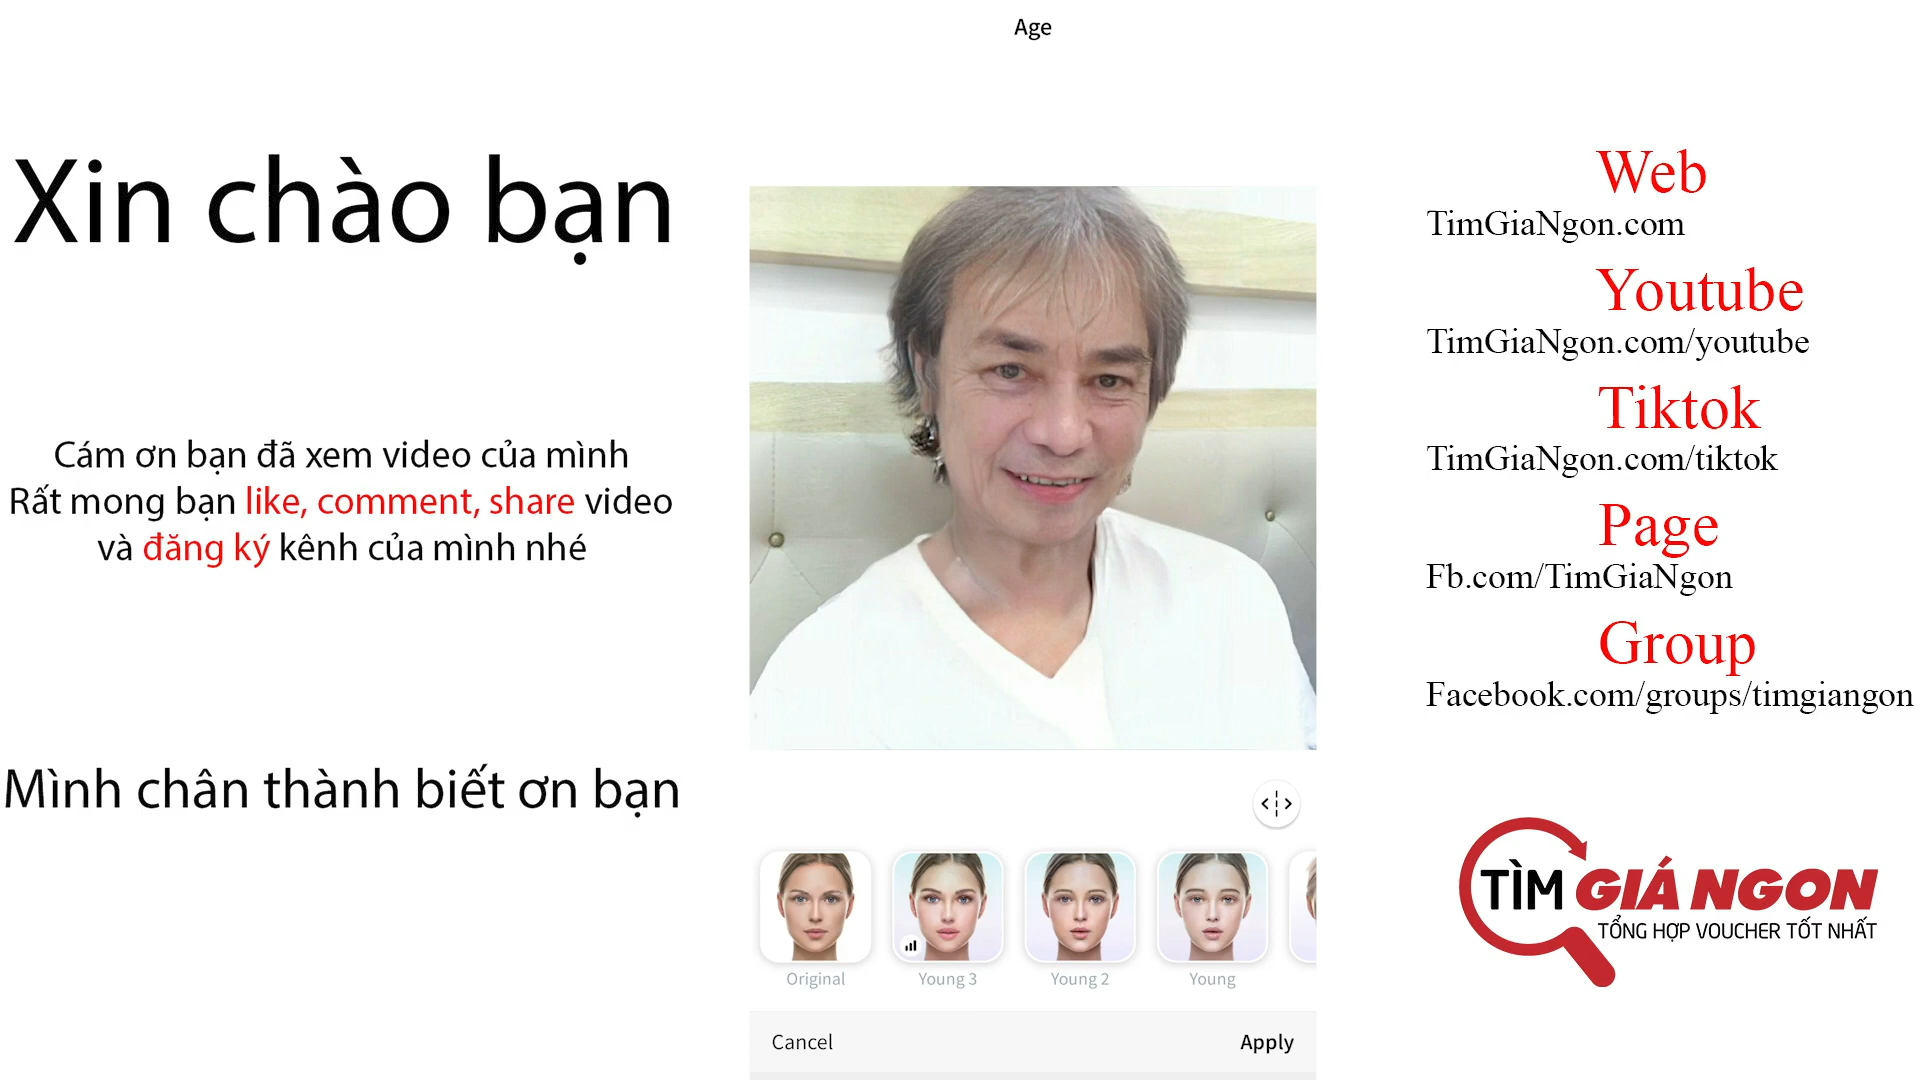 Age
Xin chào bạn
Cám ơn bạn đã xem video của mình
Rất mong bạn like, comment, share video
và đăng ký kênh của mình nhé
Mình chân thành biết ơn bạn
Original
Young 3
Young 2
Young
Cancel
Apply
Web
TimGiaNgon.com
Youtube
TimGiaNgon.com/youtube
Tiktok
TimGiaNgon.com/tiktok
Page
Fb.com/TimGiaNgon
Group
Facebook.com/groups/timgiangon
TÌM GIÁ NGON
TỔNG HỢP VOUCHER TỐT NHẤT